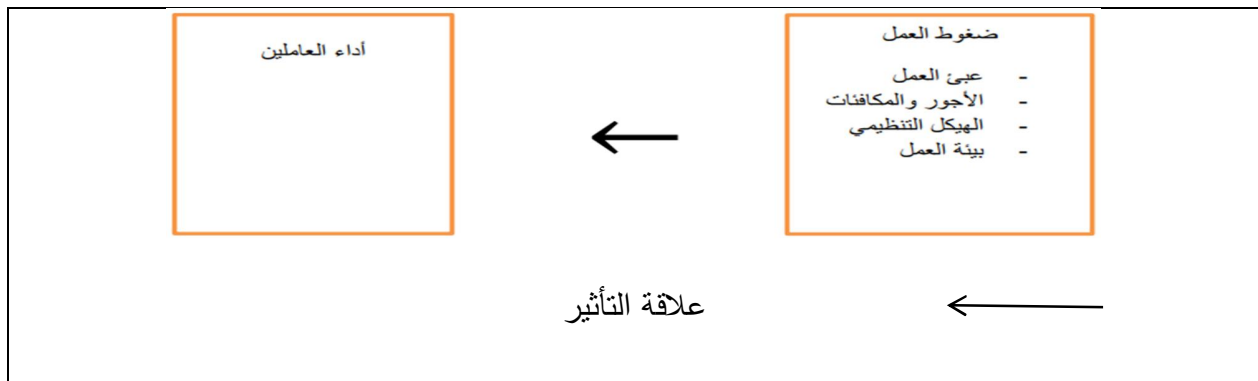 ضغوط العمل
- عبئ العمل
- الأجور والمكافئات
- الهيكل التنظيمي
- بيئة العمل
أداء العاملين
علاقة التأثير